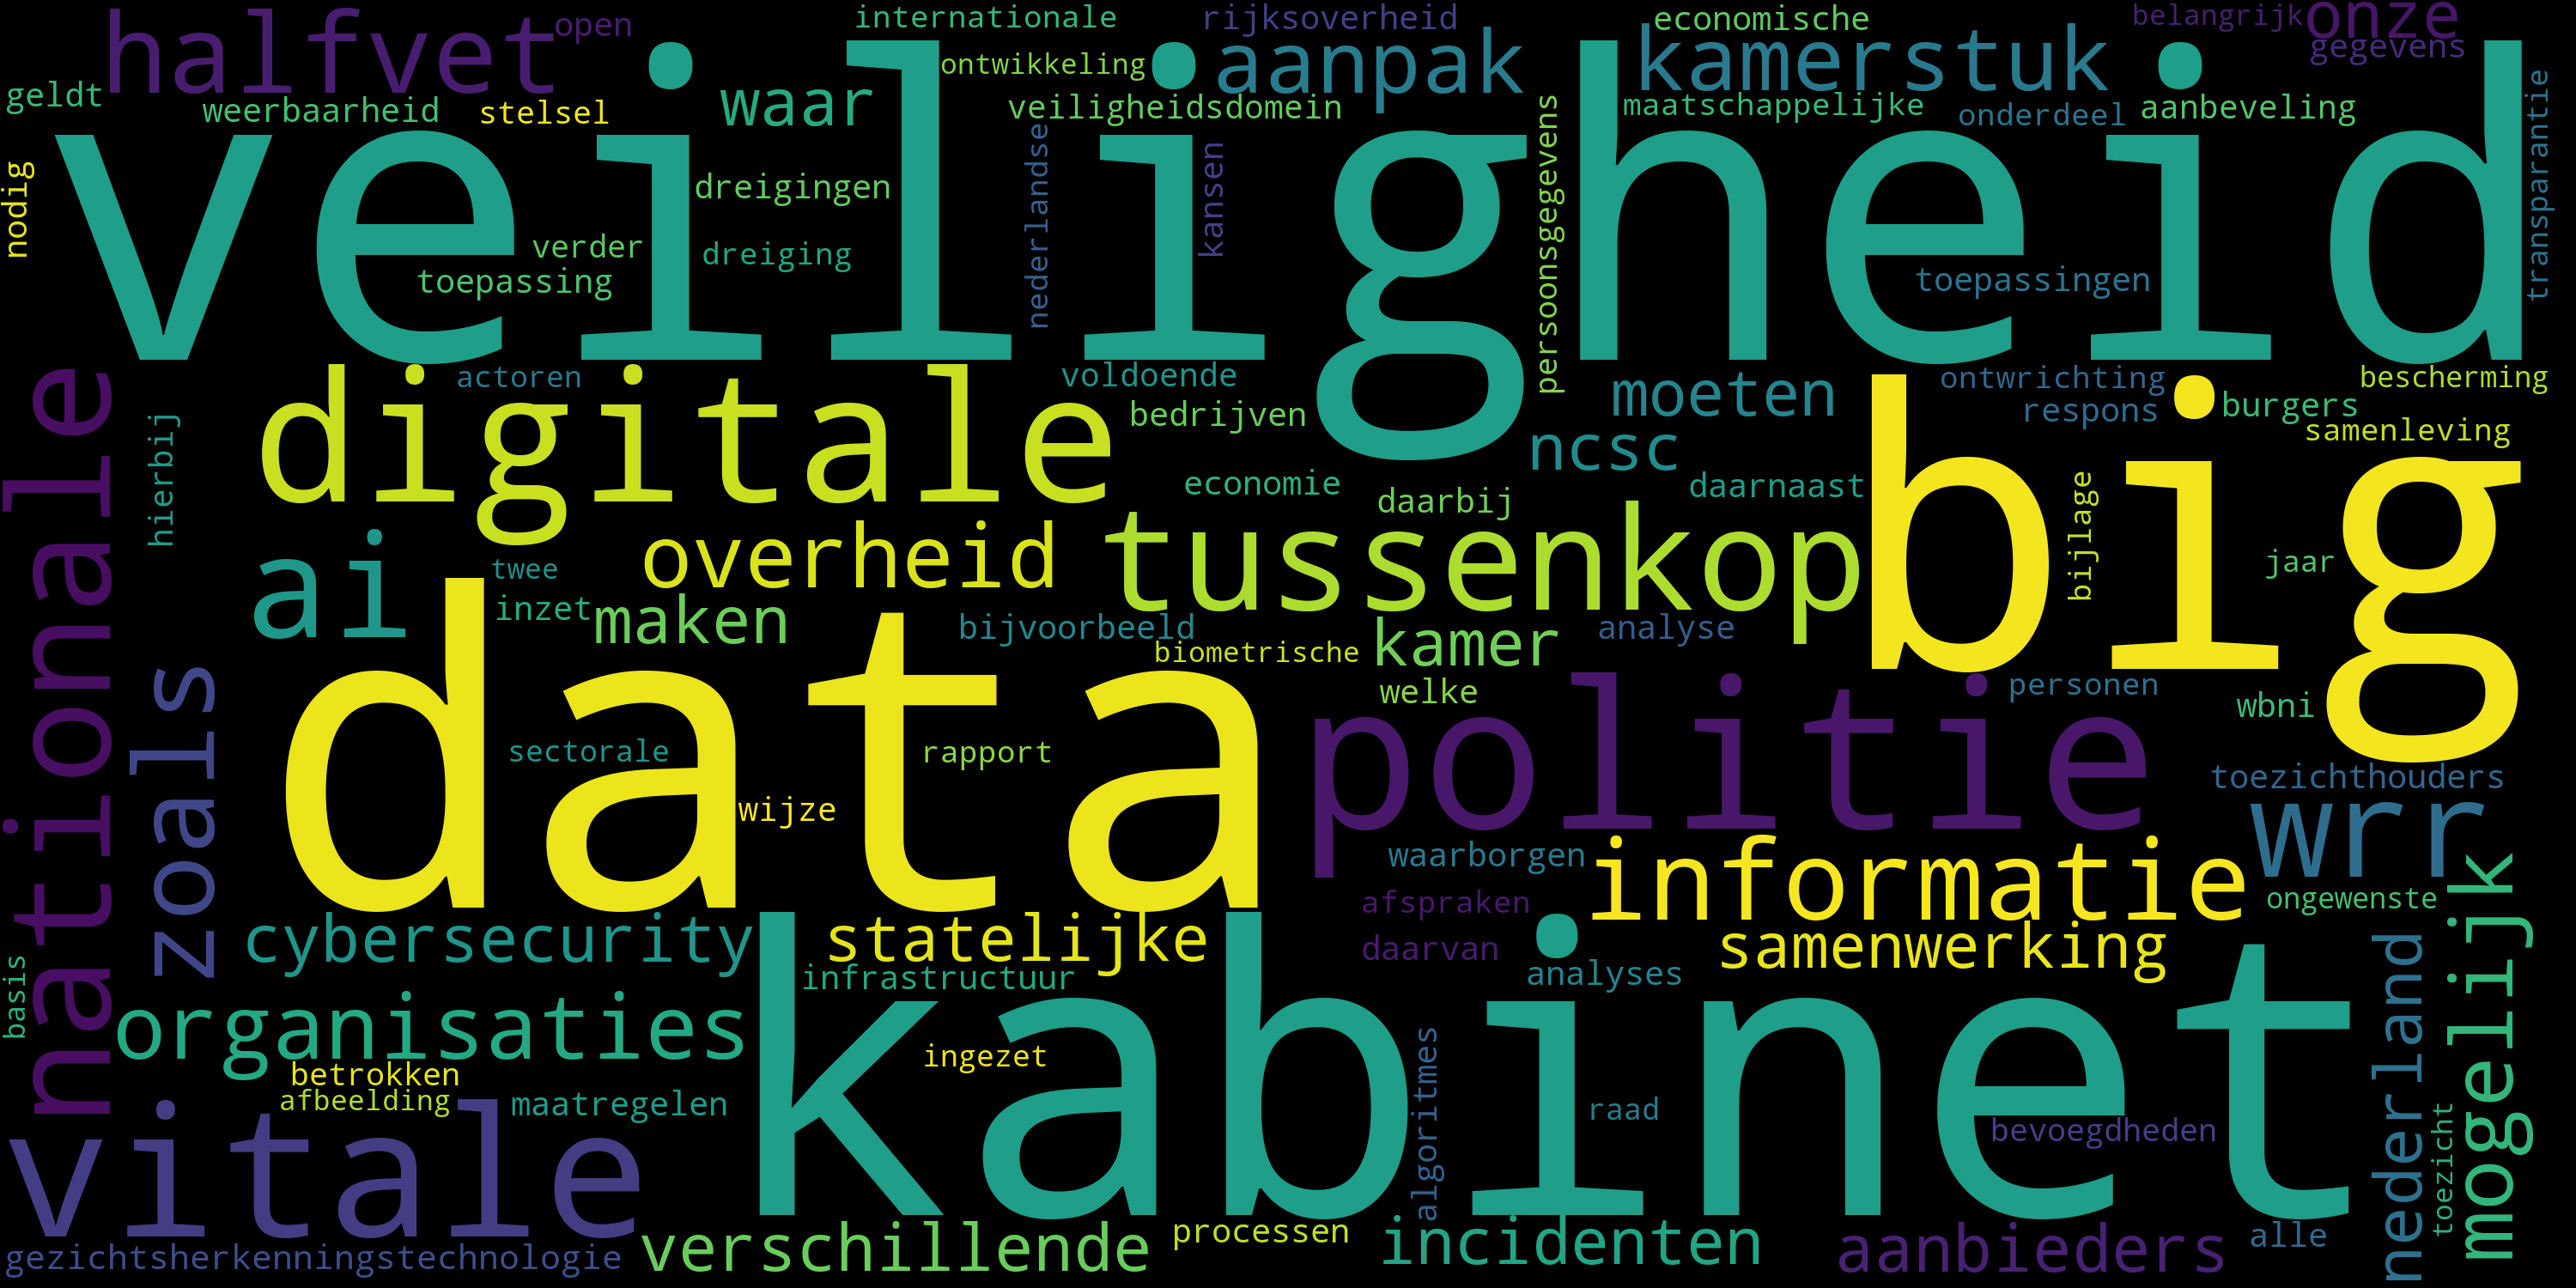 halfvet
open
internationale
rijksoverheid
economische
belangrijk
onze
gegevens
ontwikkeling
aanpak
kamerstuk
geldt
weerbaarheid
stelsel
waar
veiligheidsdomein
maatschappelijke
onderdeel
aanbeveling
transparantie
veiligheid
nodig
dreigingen
nederlandse
kansen
persoonsgegevens
verder
dreiging
toepassing
toepassingen
nationale
hierbij
digitale
actoren
voldoende
bedrijven
moeten
ontwrichting
bescherming
respons
burgers
samenleving
ncsc
big
economie
daarbij
daarnaast
bijlage
ai
twee
overheid
tussenkop
jaar
inzet
maken
bijvoorbeeld
kamer
analyse
biometrische
data
welke
politie
personen
wbni
zoals
sectorale
rapport
wijze
toezichthouders
wrr
waarborgen
informatie
afspraken
ongewenste
mogelijk
cybersecurity
statelijke
daarvan
samenwerking
nederland
infrastructuur
analyses
basis
organisaties
kabinet
betrokken
ingezet
afbeelding
maatregelen
algoritmes
raad
bevoegdheden
toezicht
vitale
gezichtsherkenningstechnologie
verschillende
processen
incidenten
aanbieders
alle